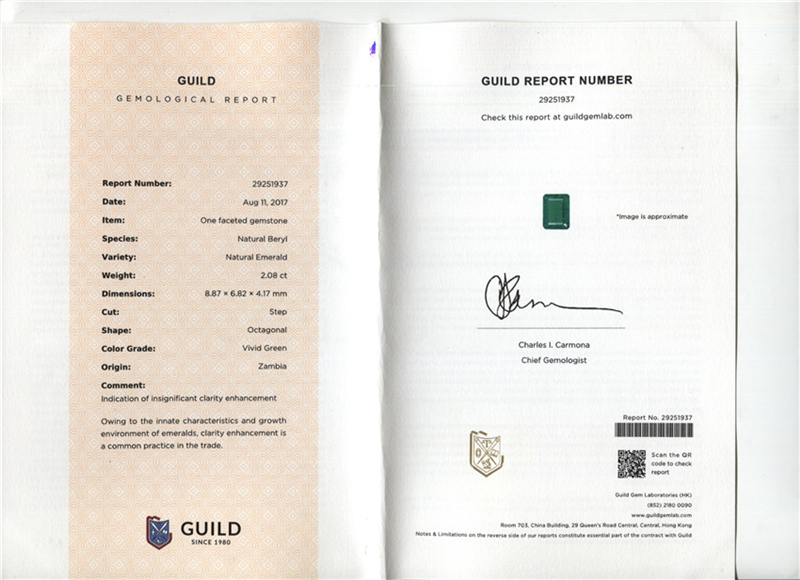 GUILD
GEMOLOGICAL REPORT
Report Number: 29251937
Date: Aug 11, 2017
Item: One faceted gemstone
Species: Natural Beryl
Variety: Natural Emerald
Weight: 2.08 ct
Dimensions: 8.87 × 6.82 × 4.17 mm
Cut: Step
Shape: Octagonal
Color Grade: Vivid Green
Origin: Zambia
Comment:
Indication of insignificant clarity enhancement
Owing to the innate characteristics and growth
environment of emeralds, clarity enhancement is
a common practice in the trade.
GUILD
SINCE 1980
GUILD REPORT NUMBER
29251937
Check this report at guildgemlab.com
*Image is approximate
Charles I. Carmona
Chief Gemologist
Report No. 29251937
Scan the QR
code to check
report
Guild Gem Laboratories (HK)
(852) 2180 0090
www.guildgemlab.com
Room 703, China Building, 29 Queen's Road Central, Central, Hong Kong
Notes & Limitations on the reverse side of our reports constitute essential part of the contract with Guild